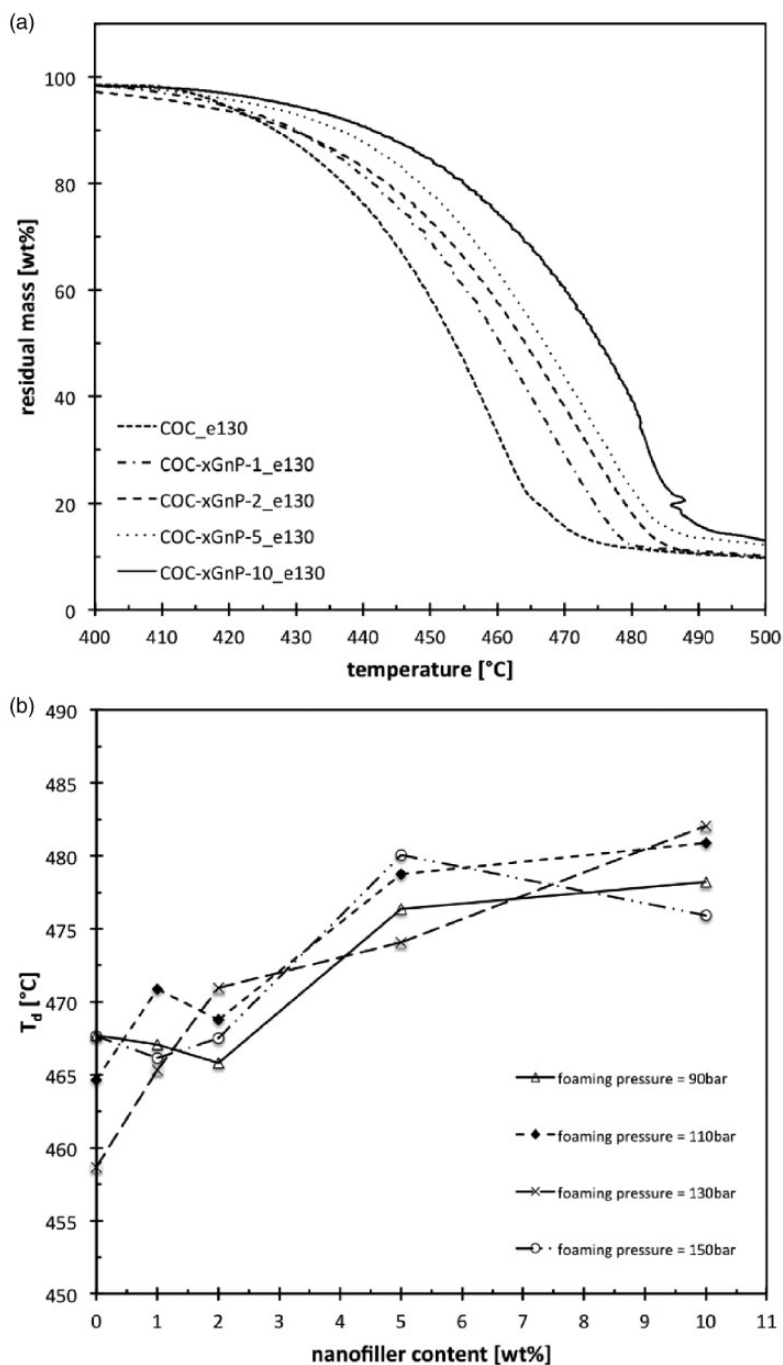 (a)
100
80
60
40
20
0
residual mass [wt%]
COC_e130
COC-xGnP-1_e130
COC-xGnP-2_e130
COC-xGnP-5_e130
COC-xGnP-10_e130
400 410 420 430 440 450 460 470 480 490 500
temperature [°C]
(b)
490
485
480
475
470
465
460
455
450
Td [°C]
foaming pressure = 90bar
foaming pressure = 110bar
foaming pressure = 130bar
foaming pressure = 150bar
0 1 2 3 4 5 6 7 8 9 10 11
nanofiller content [wt%]